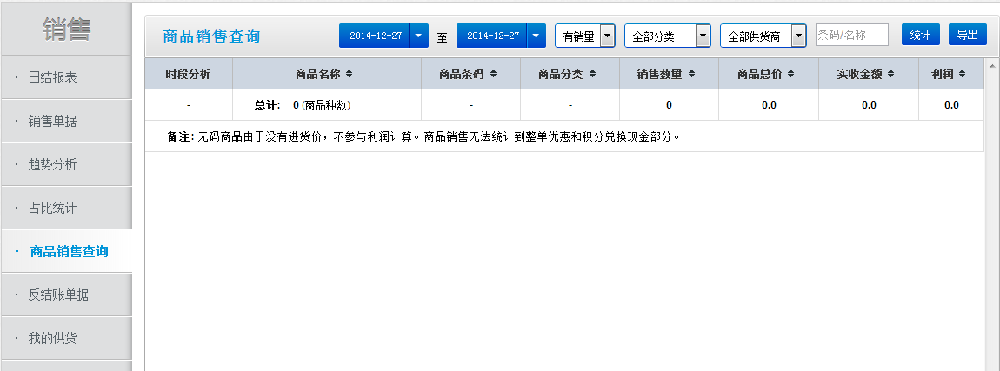 销售
· 日结报表
· 销售单据
· 趋势分析
· 占比统计
· 商品销售查询
· 反结账单据
· 我的供货
商品销售查询 2014-12-27 至 2014-12-27 有销量 全部分类 全部供货商 条码/名称 统计 导出
时段分析 商品名称 商品条码 商品分类 销售数量 商品总价 实收金额 利润
- 总计: 0 (商品种数) - - 0 0.0 0.0 0.0
备注: 无码商品由于没有进货价，不参与利润计算。商品销售无法统计到整单优惠和积分兑换现金部分。